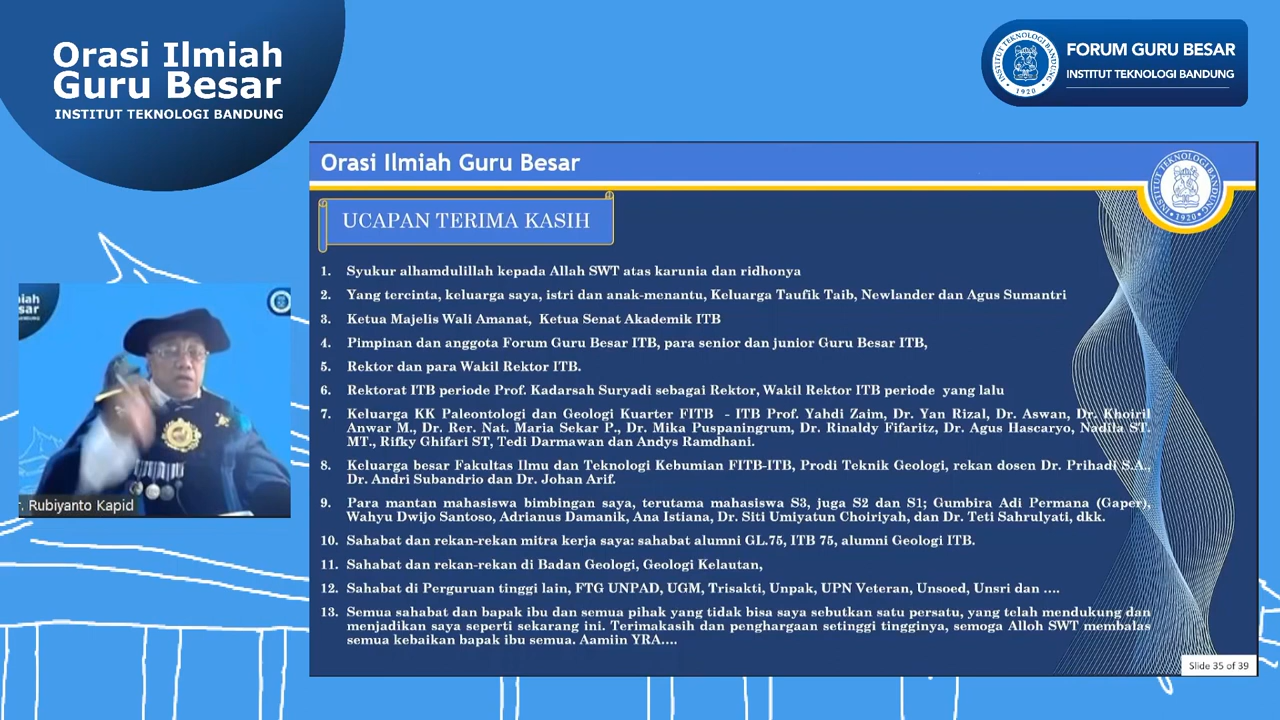 Orasi Ilmiah
Guru Besar
INSTITUT TEKNOLOGI BANDUNG
INSTITUT TEKNOLOGI BANDUNG
1920
FORUM GURU BESAR
INSTITUT TEKNOLOGI BANDUNG
Orasi Ilmiah Guru Besar
INSTITUT TEKNOLOGI BANDUNG
1920
UCAPAN TERIMA KASIH
1. Syukur alhamdulillah kepada Allah SWT atas karunia dan ridhonya
2. Yang tercinta, keluarga saya, istri dan anak-menantu, Keluarga Taufik Taib, Newlander dan Agus Sumantri
3. Ketua Majelis Wali Amanat, Ketua Senat Akademik ITB
4. Pimpinan dan anggota Forum Guru Besar ITB, para senior dan junior Guru Besar ITB,
5. Rektor dan para Wakil Rektor ITB.
6. Rektorat ITB periode Prof. Kadarsah Suryadi sebagai Rektor, Wakil Rektor ITB periode yang lalu
7. Keluarga KK Paleontologi dan Geologi Kuarter FITB - ITB Prof. Yahdi Zaim, Dr. Yan Rizal, Dr. Aswan, Dr. Khoiril
Anwar M., Dr. Rer. Nat. Maria Sekar P., Dr. Mika Puspaningrum, Dr. Rinaldy Fifaritz, Dr. Agus Hascaryo, Nadila ST.
MT., Rifky Ghifari ST, Tedi Darmawan dan Andys Ramdhani.
8. Keluarga besar Fakultas Ilmu dan Teknologi Kebumian FITB-ITB, Prodi Teknik Geologi, rekan dosen Dr. Prihadi S.A.,
Dr. Andri Subandrio dan Dr. Johan Arif.
9. Para mantan mahasiswa bimbingan saya, terutama mahasiswa S3, juga S2 dan S1; Gumbira Adi Permana (Gaper),
Wahyu Dwijo Santoso, Adrianus Damanik, Ana Istiana, Dr. Siti Umiyatun Choiriyah, dan Dr. Teti Sahrulyati, dkk.
10. Sahabat dan rekan-rekan mitra kerja saya: sahabat alumni GL.75, ITB 75, alumni Geologi ITB.
11. Sahabat dan rekan-rekan di Badan Geologi, Geologi Kelautan,
12. Sahabat di Perguruan tinggi lain, FTG UNPAD, UGM, Trisakti, Unpak, UPN Veteran, Unsoed, Unsri dan ....
13. Semua sahabat dan bapak ibu dan semua pihak yang tidak bisa saya sebutkan satu persatu, yang telah mendukung dan
menjadikan saya seperti sekarang ini. Terimakasih dan penghargaan setinggi tingginya, semoga Alloh SWT membalas
semua kebaikan bapak ibu semua. Aamiin YRA....
Slide 35 of 39
. Rubiyanto Kapid